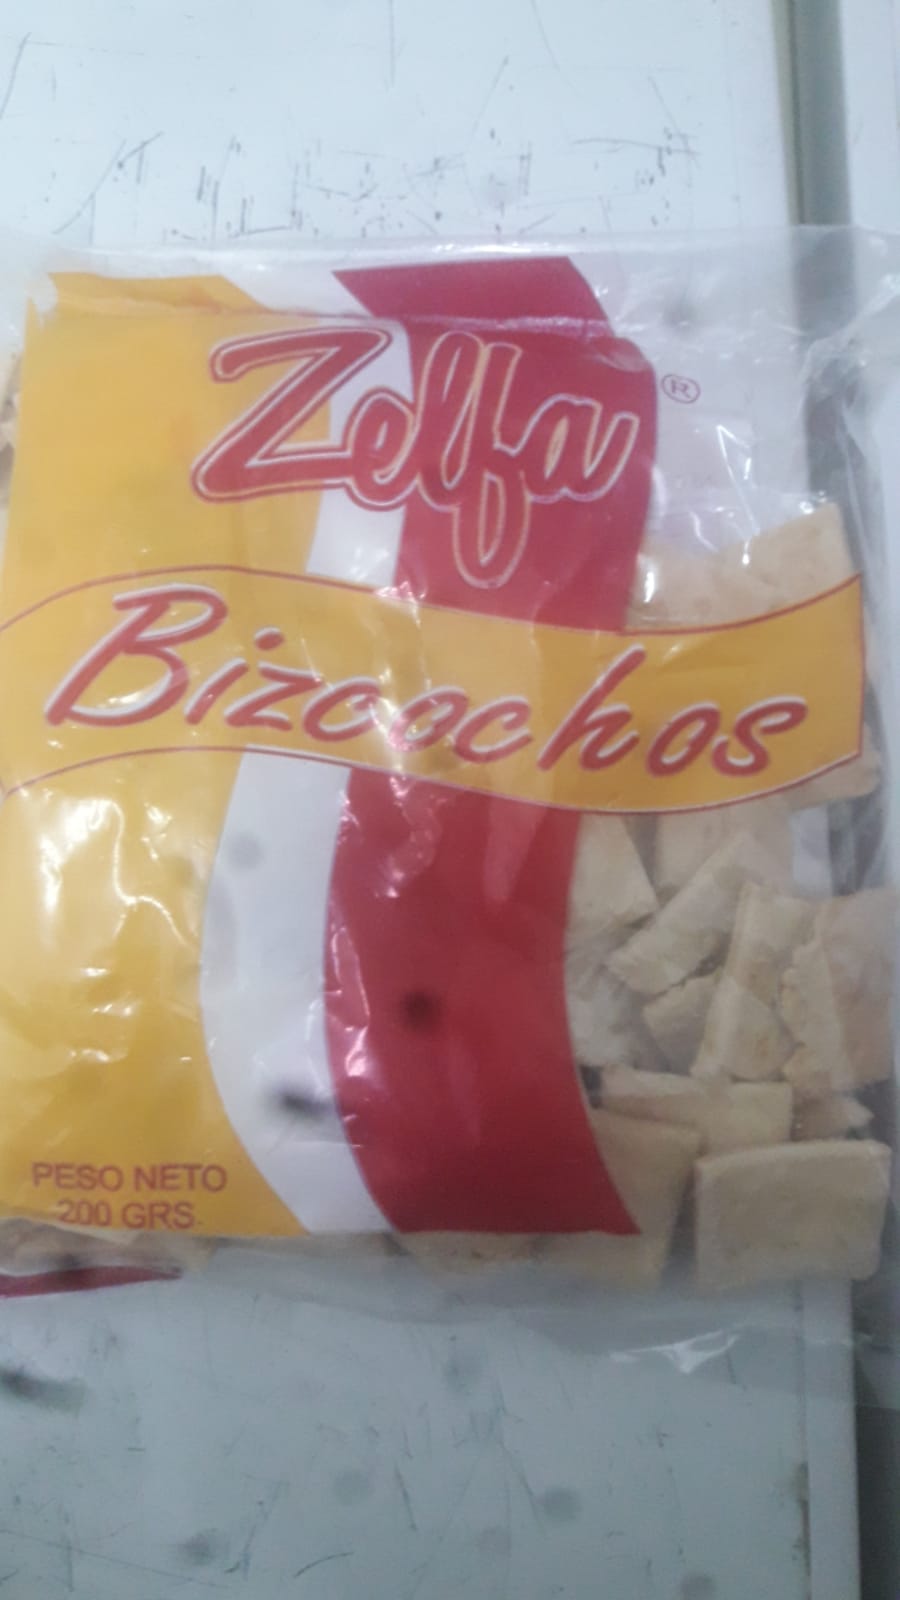 Zelfa ®
Bizcochos
PESO NETO
200 GRS.